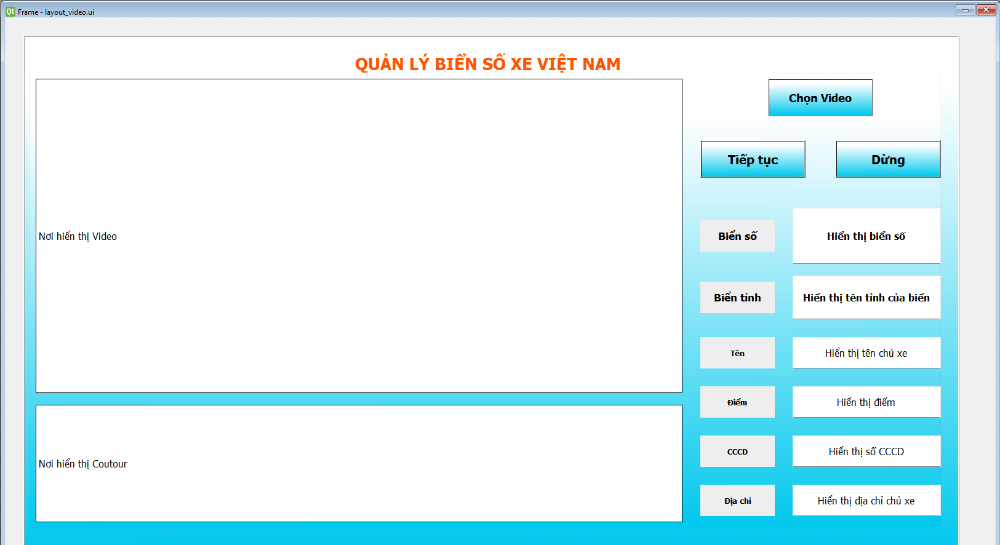 Qt Frame - layout_video.ui
QUẢN LÝ BIỂN SỐ XE VIỆT NAM
Chọn Video
Tiếp tục
Dừng
Nơi hiển thị Video
Biển số
Hiển thị biển số
Biển tỉnh
Hiển thị tên tỉnh của biển
Tên
Hiển thị tên chủ xe
Điểm
Hiển thị điểm
Nơi hiển thị Coutour
CCCD
Hiển thị số CCCD
Địa chỉ
Hiển thị địa chỉ chủ xe